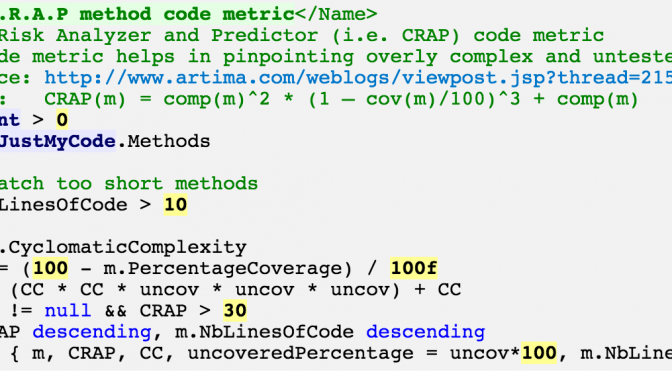 .R.A.P method code metric</Name>
Risk Analyzer and Predictor (i.e. CRAP) code metric
de metric helps in pinpointing overly complex and unteste
ce: http://www.artima.com/weblogs/viewpost.jsp?thread=215
: CRAP(m) = comp(m)^2 * (1 – cov(m)/100)^3 + comp(m)
nt > 0
JustMyCode.Methods
atch too short methods
LinesOfCode > 10
.CyclomaticComplexity
= (100 - m.PercentageCoverage) / 100f
(CC * CC * uncov * uncov * uncov) + CC
!= null && CRAP > 30
AP descending, m.NbLinesOfCode descending
{ m, CRAP, CC, uncoveredPercentage = uncov*100, m.NbLine